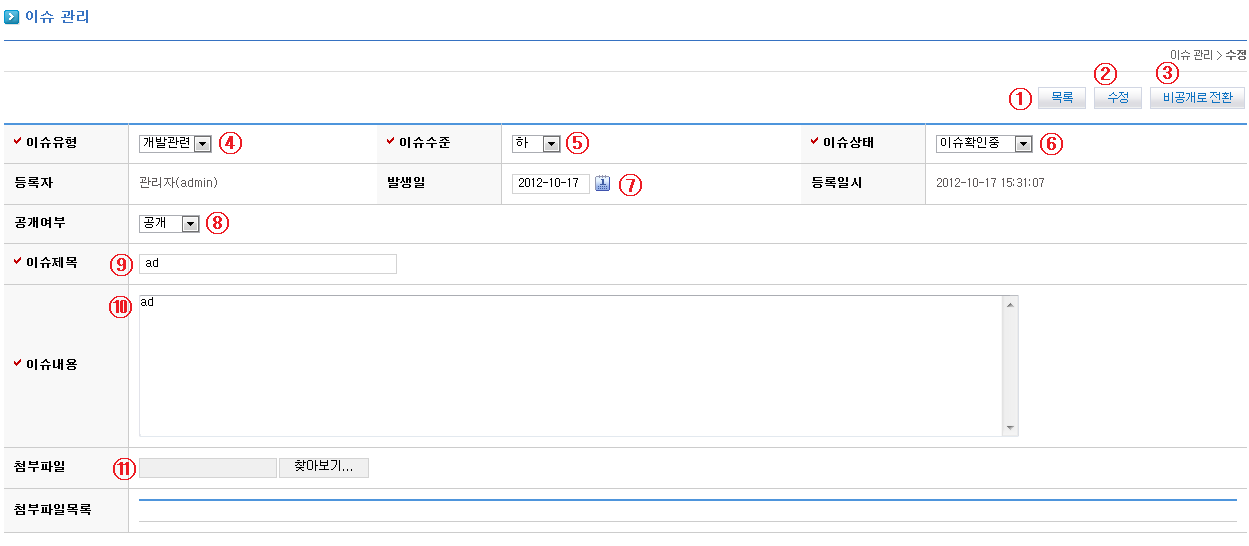 이슈 관리
이슈 관리 > 수정
① 목록 ② 수정 ③ 비공개로 전환
이슈유형 개발관련 ④ 이슈수준 하 ⑤ 이슈상태 이슈확인중 ⑥
등록자 관리자(admin) 발생일 2012-10-17 ⑦ 등록일시 2012-10-17 15:31:07
공개여부 공개 ⑧
이슈제목 ⑨ ad
이슈내용 ⑩ ad
첨부파일 ⑪ 찾아보기...
첨부파일목록